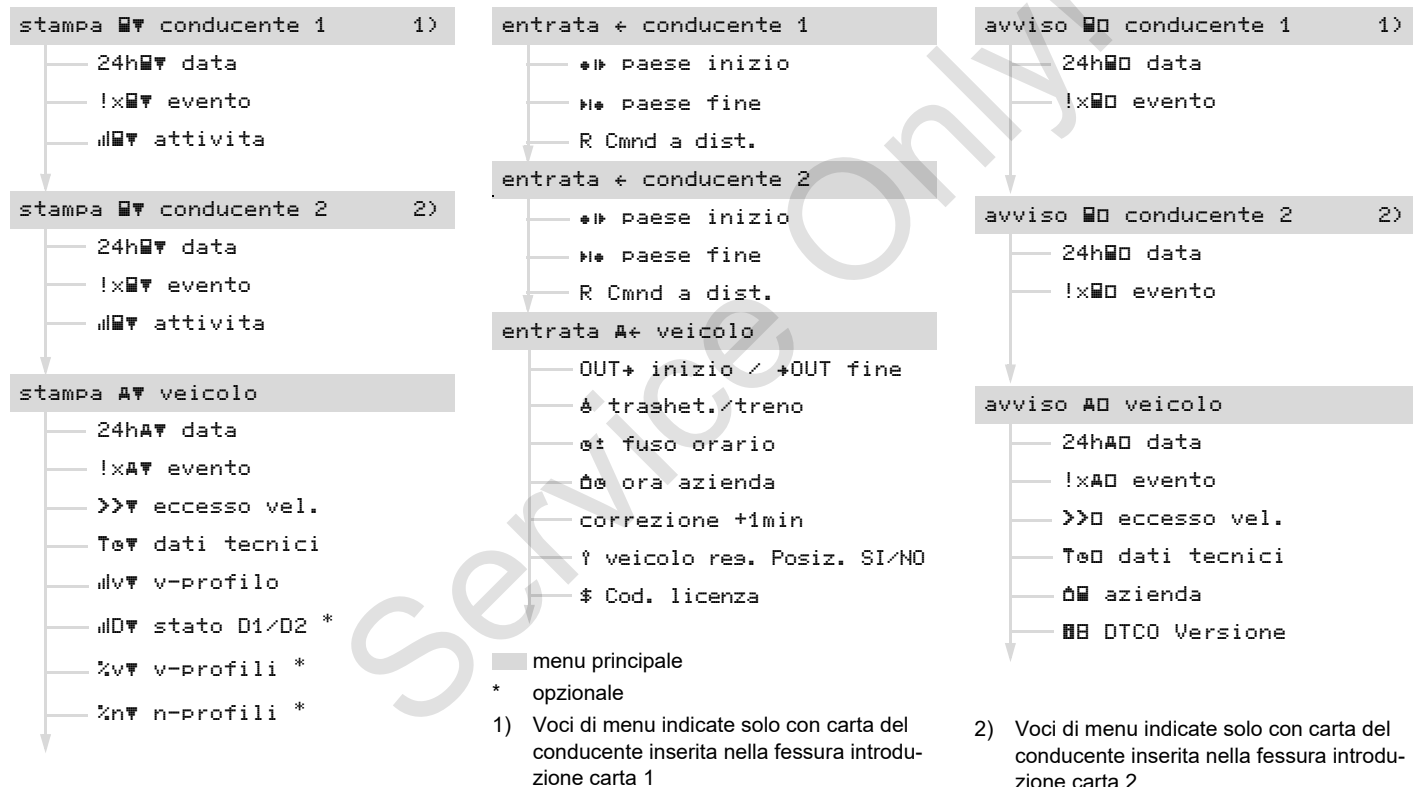 stampa conducente 1 1)
24h data
!x evento
attivita
stampa conducente 2 2)
24h data
!x evento
attivita
stampa veicolo
24h data
!x evento
>> eccesso vel.
dati tecnici
v v-profilo
D stato D1/D2 *
%v v-profili *
%n n-profili *
entrata ← conducente 1
paese inizio
paese fine
R Cmnd a dist.
entrata ← conducente 2
paese inizio
paese fine
R Cmnd a dist.
entrata ← veicolo
OUT→ inizio / →OUT fine
traghet./treno
fuso orario
ora azienda
correzione +1min
veicolo reg. Posiz. SI/NO
$ Cod. licenza
menu principale
* opzionale
1) Voci di menu indicate solo con carta del
conducente inserita nella fessura introdu-
zione carta 1
avviso conducente 1 1)
24h data
!x evento
avviso conducente 2 2)
24h data
!x evento
avviso veicolo
24h data
!x evento
>> eccesso vel.
dati tecnici
azienda
DTCO Versione
2) Voci di menu indicate solo con carta del
conducente inserita nella fessura introdu-
zione carta 2
Service Only!